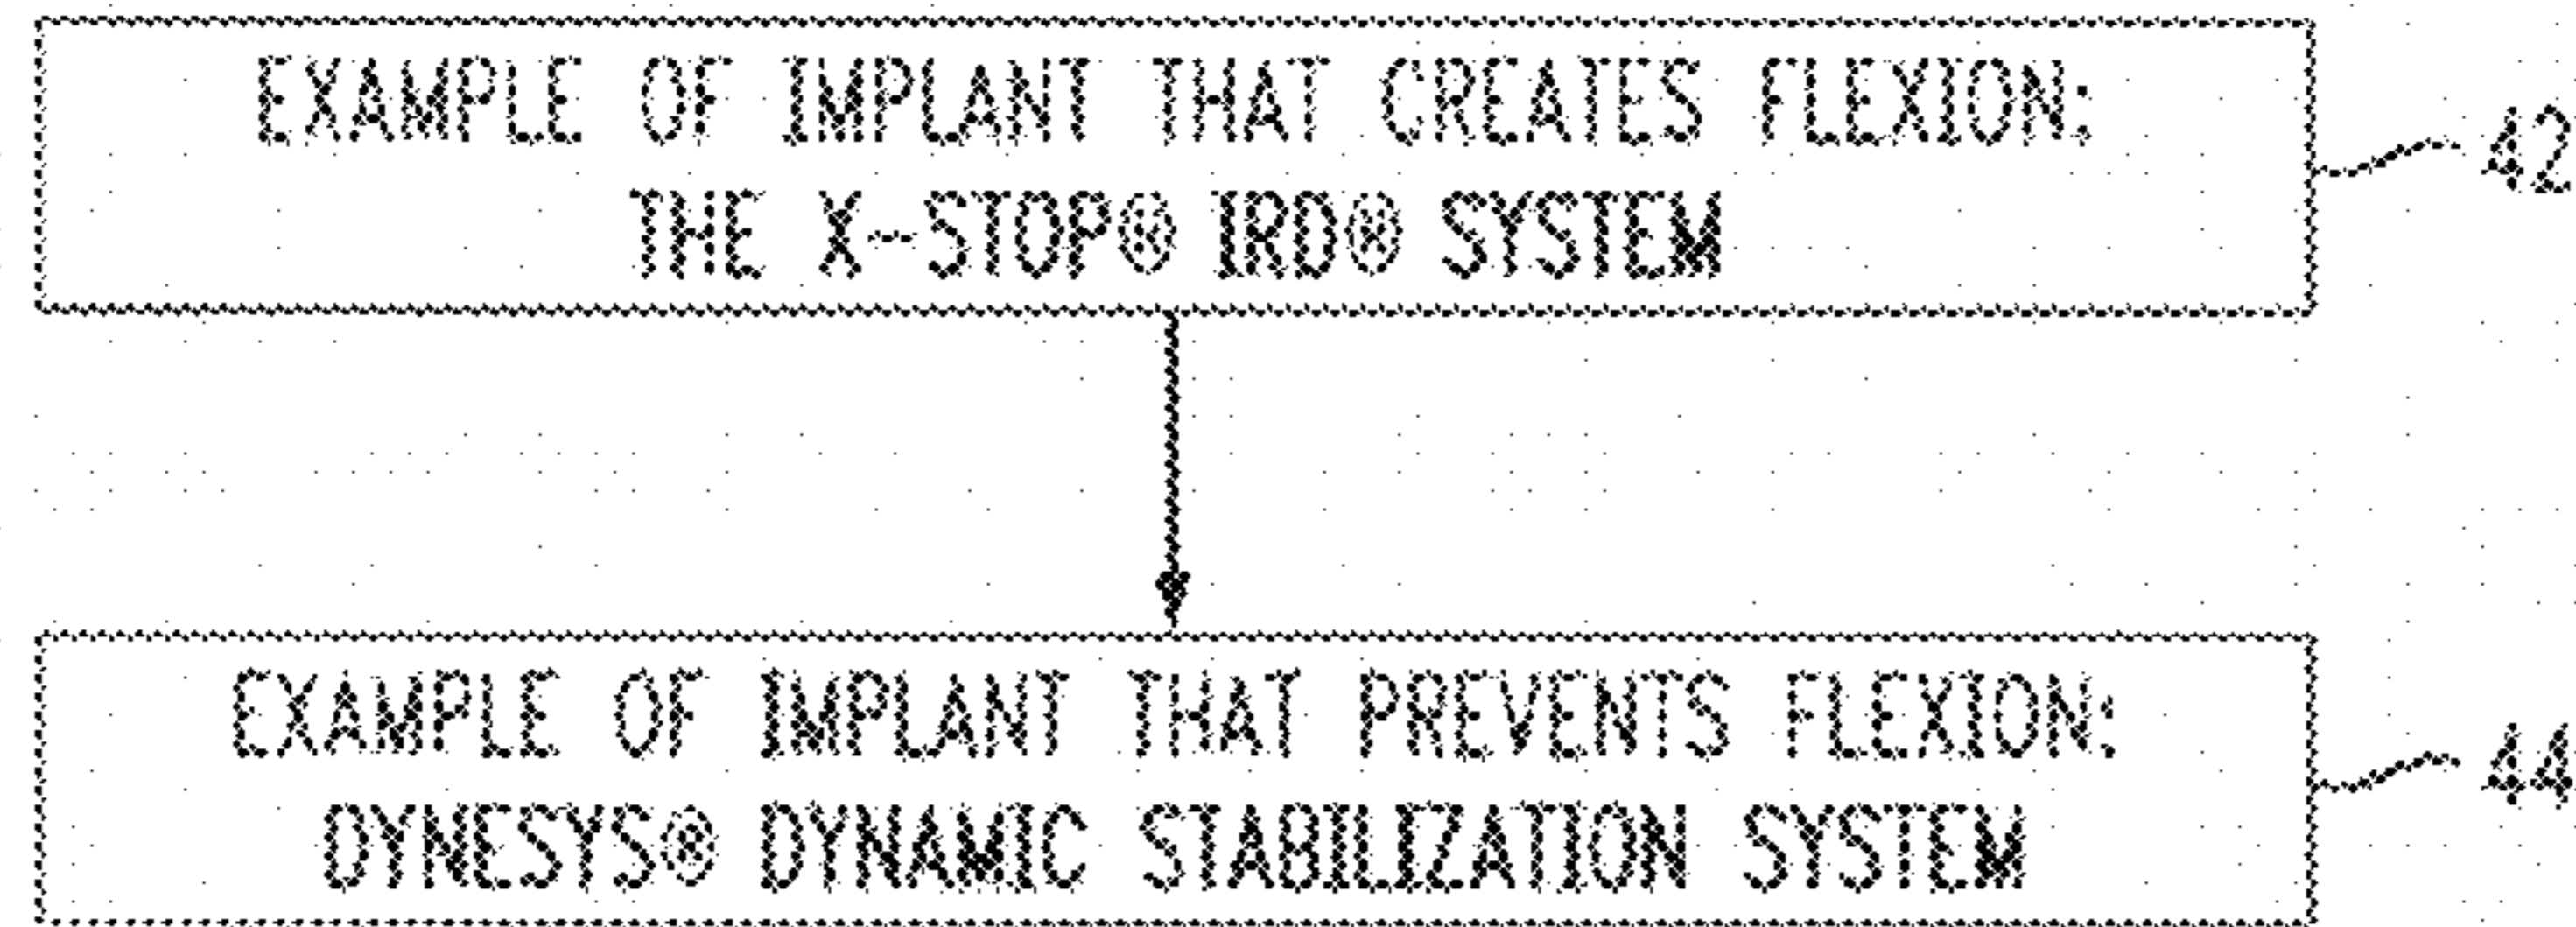 EXAMPLE OF IMPLANT THAT CREATES FLEXION:
THE X-STOP® IRD® SYSTEM
42
EXAMPLE OF IMPLANT THAT PREVENTS FLEXION:
DYNESYS® DYNAMIC STABILIZATION SYSTEM
44